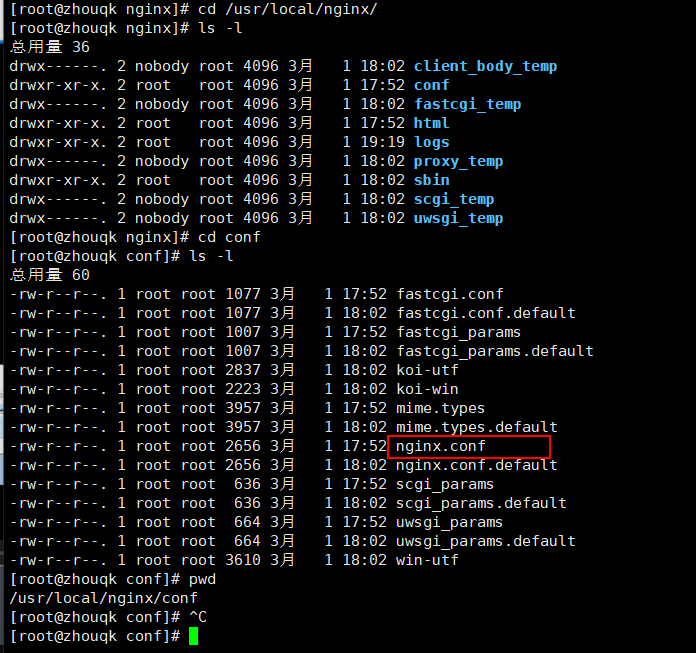 [root@zhouqk nginx]# cd /usr/local/nginx/
[root@zhouqk nginx]# ls -l
总用量 36
drwx------. 2 nobody root 4096 3月   1 18:02 client_body_temp
drwxr-xr-x. 2 root   root 4096 3月   1 17:52 conf
drwx------. 2 nobody root 4096 3月   1 18:02 fastcgi_temp
drwxr-xr-x. 2 root   root 4096 3月   1 17:52 html
drwxr-xr-x. 2 root   root 4096 3月   1 19:19 logs
drwx------. 2 nobody root 4096 3月   1 18:02 proxy_temp
drwxr-xr-x. 2 root   root 4096 3月   1 18:02 sbin
drwx------. 2 nobody root 4096 3月   1 18:02 scgi_temp
drwx------. 2 nobody root 4096 3月   1 18:02 uwsgi_temp
[root@zhouqk nginx]# cd conf
[root@zhouqk conf]# ls -l
总用量 60
-rw-r--r--. 1 root root 1077 3月   1 17:52 fastcgi.conf
-rw-r--r--. 1 root root 1077 3月   1 18:02 fastcgi.conf.default
-rw-r--r--. 1 root root 1007 3月   1 17:52 fastcgi_params
-rw-r--r--. 1 root root 1007 3月   1 18:02 fastcgi_params.default
-rw-r--r--. 1 root root 2837 3月   1 18:02 koi-utf
-rw-r--r--. 1 root root 2223 3月   1 18:02 koi-win
-rw-r--r--. 1 root root 3957 3月   1 17:52 mime.types
-rw-r--r--. 1 root root 3957 3月   1 18:02 mime.types.default
-rw-r--r--. 1 root root 2656 3月   1 17:52 nginx.conf
-rw-r--r--. 1 root root 2656 3月   1 18:02 nginx.conf.default
-rw-r--r--. 1 root root  636 3月   1 17:52 scgi_params
-rw-r--r--. 1 root root  636 3月   1 18:02 scgi_params.default
-rw-r--r--. 1 root root  664 3月   1 17:52 uwsgi_params
-rw-r--r--. 1 root root  664 3月   1 18:02 uwsgi_params.default
-rw-r--r--. 1 root root 3610 3月   1 18:02 win-utf
[root@zhouqk conf]# pwd
/usr/local/nginx/conf
[root@zhouqk conf]# ^C
[root@zhouqk conf]#